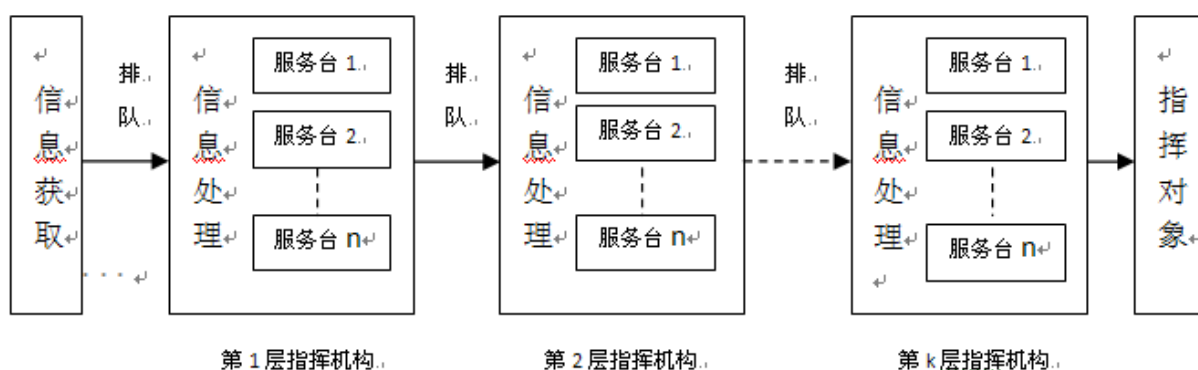 信息获取
排队
信息处理
服务台 1
服务台 2
服务台 n
排队
信息处理
服务台 1
服务台 2
服务台 n
排队
信息处理
服务台 1
服务台 2
服务台 n
指挥对象
第 1 层指挥机构
第 2 层指挥机构
第 k 层指挥机构